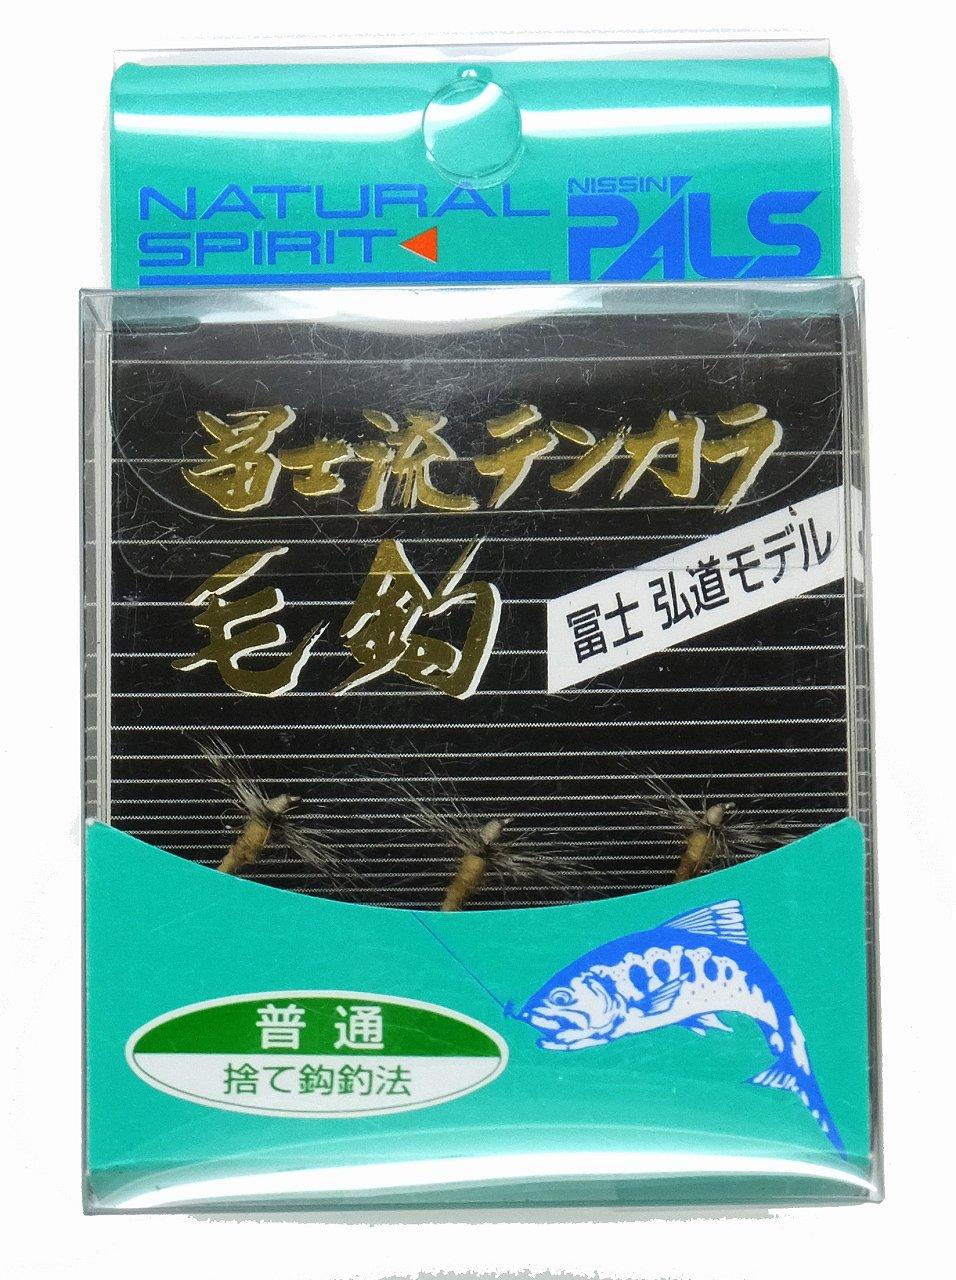 NATURAL
SPIRIT
NISSIN
PALS
冨士流テンカラ
毛鈎
冨士 弘道モデル
普通
捨て鈎釣法